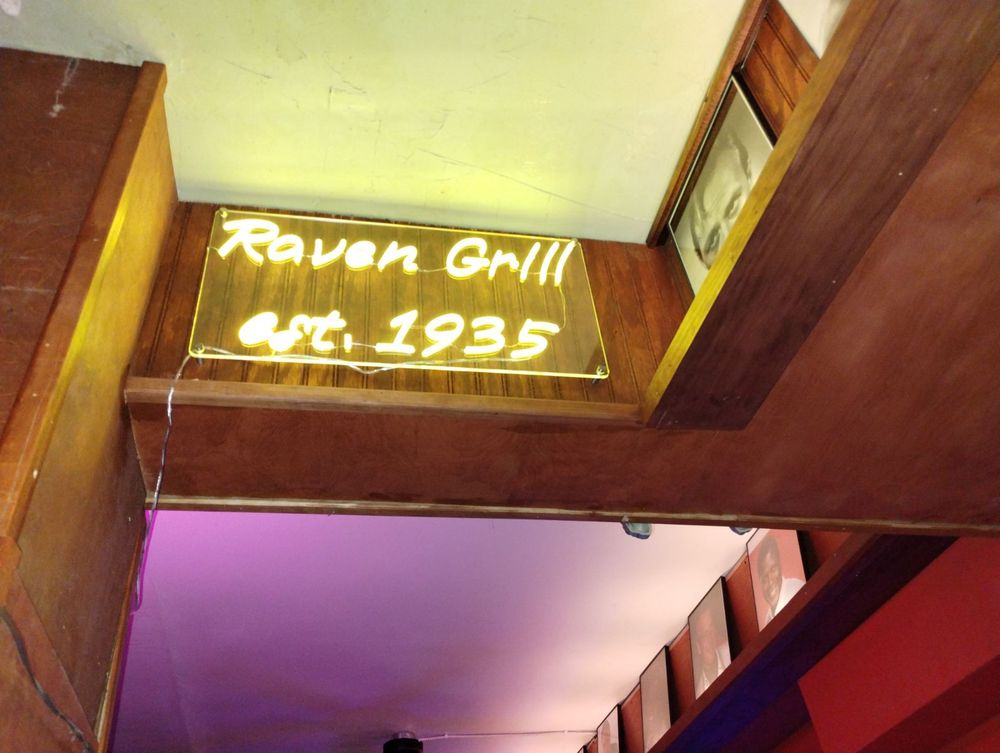 Raven Grill
est. 1935